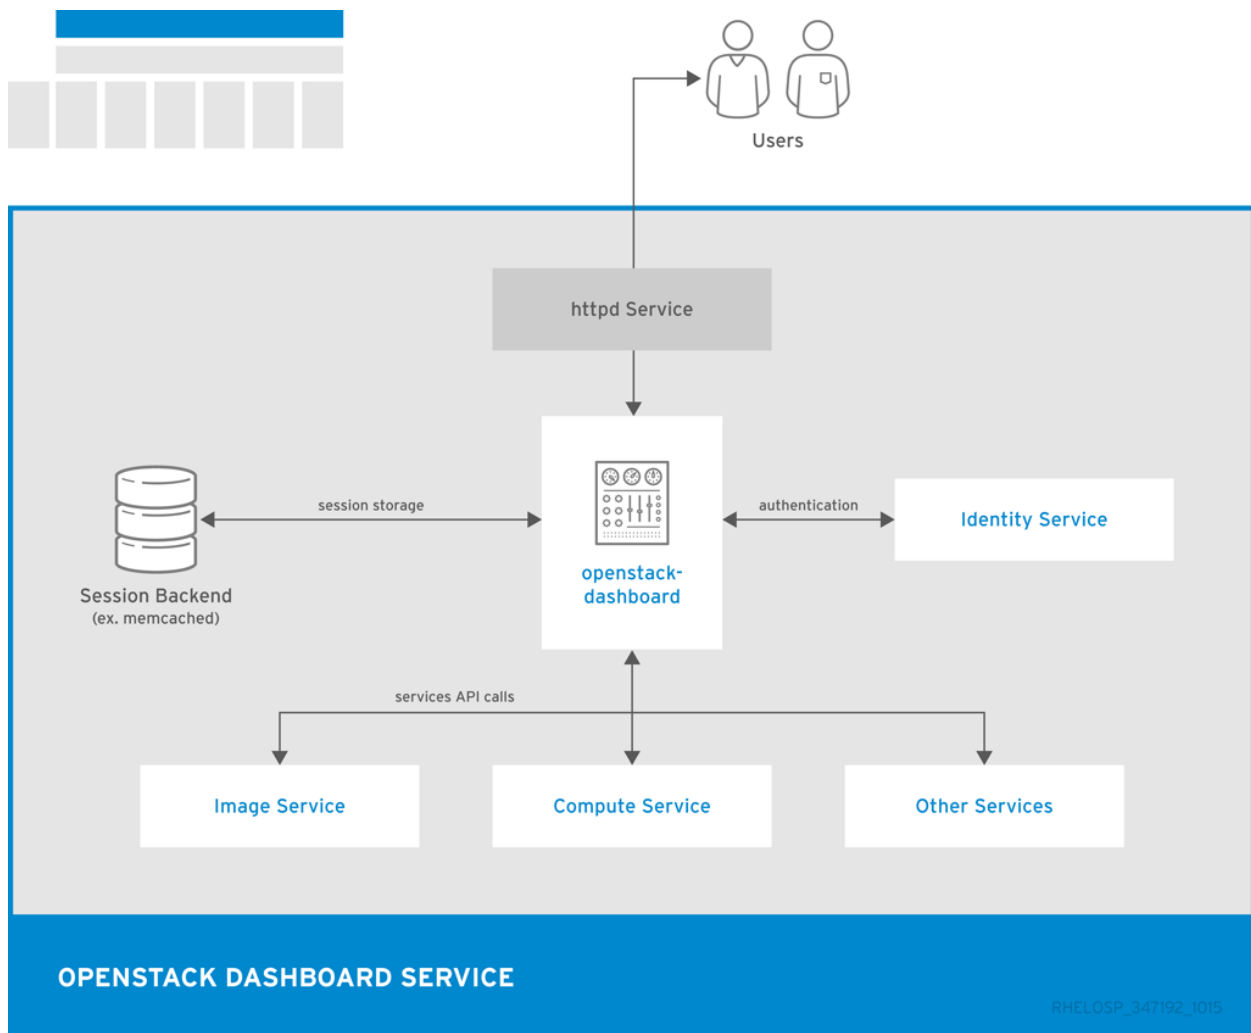 Users
httpd Service
session storage
authentication
Identity Service
openstack-
dashboard
Session Backend
(ex. memcached)
services API calls
Image Service
Compute Service
Other Services
OPENSTACK DASHBOARD SERVICE
RHELOSP_347192_1015